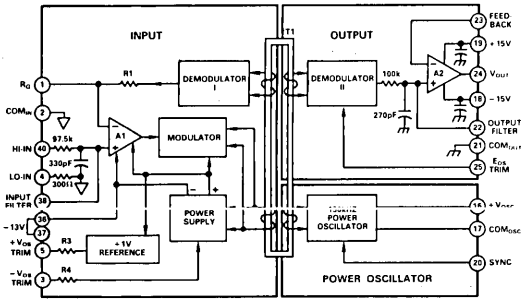 INPUT
T1
OUTPUT
FEED-
BACK
23
19 +15V
24 VOUT
18 -15V
22 OUTPUT
FILTER
21 COMOUT
25 EOS
TRIM
RG 1
R1
DEMODULATOR
I
DEMODULATOR
II
100k
A2
270pF
COMIN 2
HI-IN 40
97.5k
330pF
A1
MODULATOR
LO-IN 4
300Ω
INPUT
FILTER 38
36
-13V 37
+VOS
TRIM 5
R3
+1V
REFERENCE
- +
POWER
SUPPLY
POWER
OSCILLATOR
16 +VOSC
17 COMOSC
20 SYNC
-VOS
TRIM 3
R4
POWER OSCILLATOR